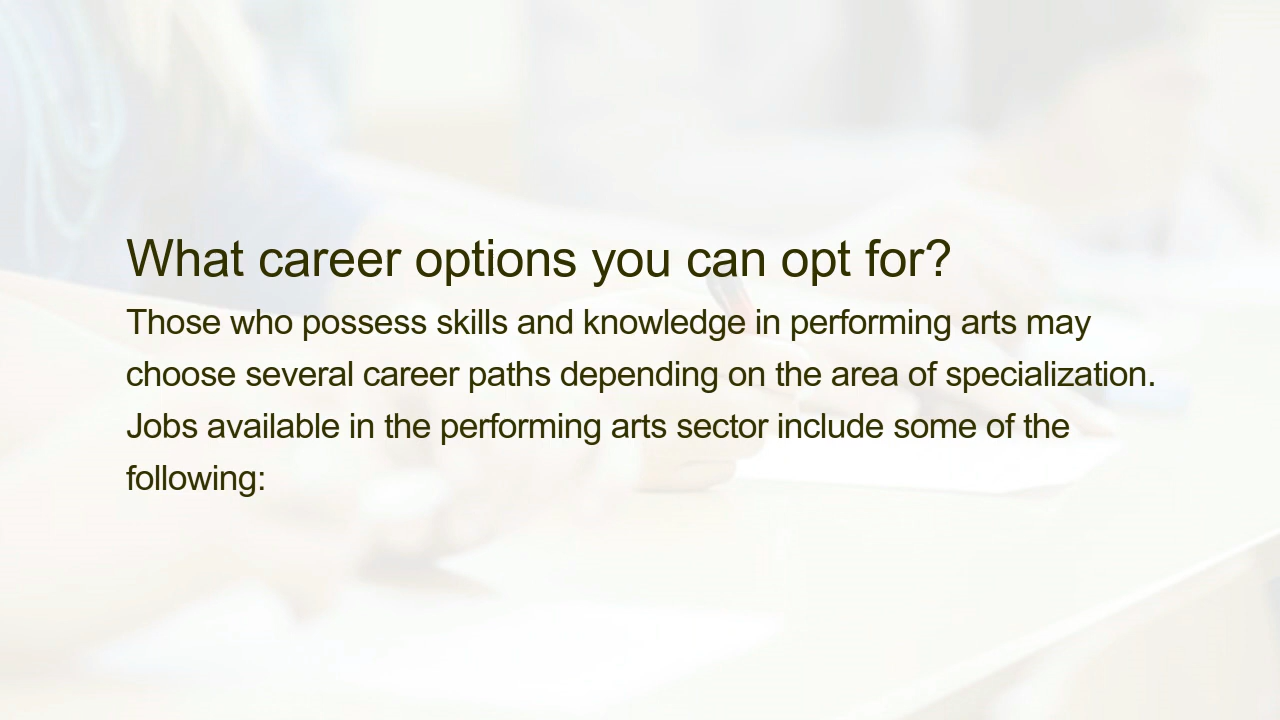 What career options you can opt for?
Those who possess skills and knowledge in performing arts may
choose several career paths depending on the area of specialization.
Jobs available in the performing arts sector include some of the
following: